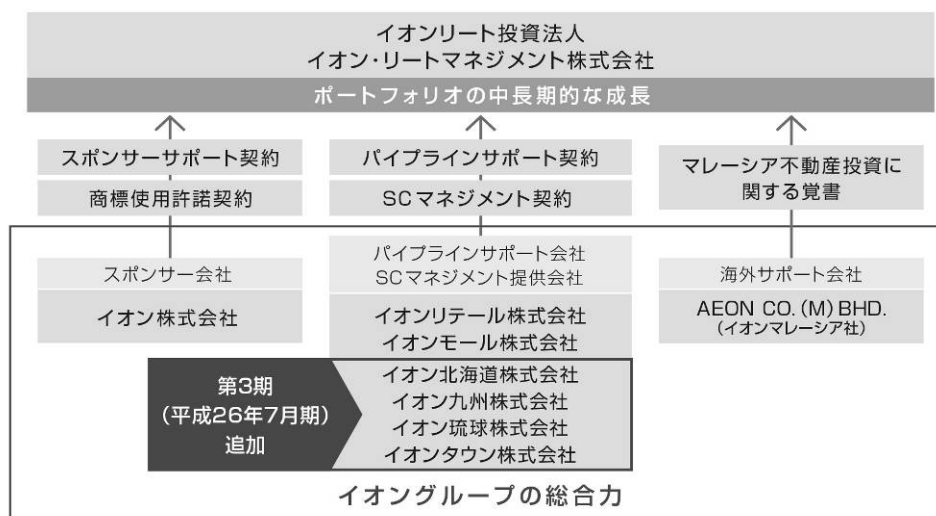 イオンリート投資法人
イオン・リートマネジメント株式会社
ポートフォリオの中長期的な成長
スポンサーサポート契約
商標使用許諾契約
パイプラインサポート契約
SCマネジメント契約
マレーシア不動産投資に
関する覚書
スポンサー会社
イオン株式会社
パイプラインサポート会社
SCマネジメント提供会社
イオンリテール株式会社
イオンモール株式会社
海外サポート会社
AEON CO. (M) BHD.
(イオンマレーシア社)
第3期
(平成26年7月期)
追加
イオン北海道株式会社
イオン九州株式会社
イオン琉球株式会社
イオンタウン株式会社
イオングループの総合力